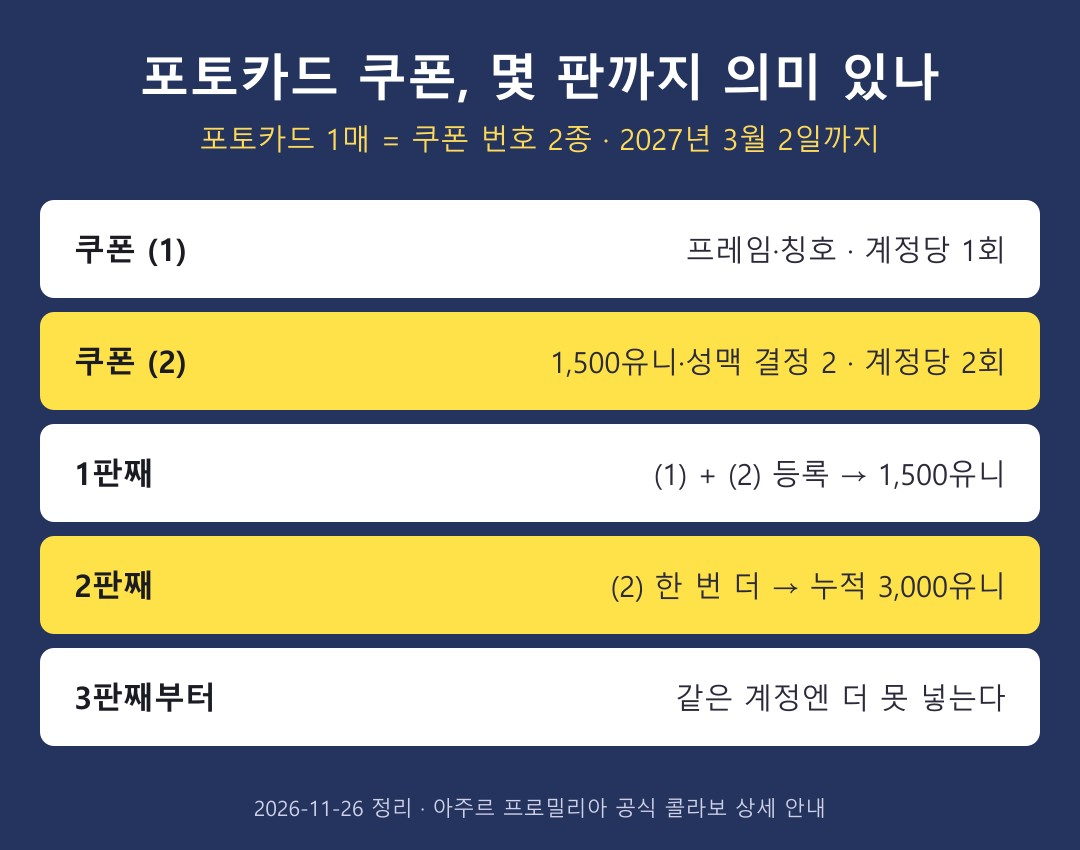 포토카드 쿠폰, 몇 판까지 의미 있나
포토카드 1매 = 쿠폰 번호 2종 · 2027년 3월 2일까지
쿠폰 (1) 프레임·칭호 · 계정당 1회
쿠폰 (2) 1,500유니·성맥 결정 2 · 계정당 2회
1판째 (1) + (2) 등록 → 1,500유니
2판째 (2) 한 번 더 → 누적 3,000유니
3판째부터 같은 계정엔 더 못 넣는다
2026-11-26 정리 · 아주르 프로밀리아 공식 콜라보 상세 안내